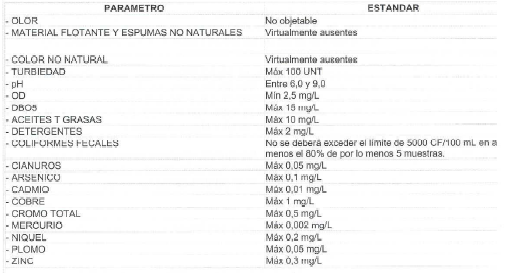 PARAMETRO ESTANDAR
- OLOR No objetable
- MATERIAL FLOTANTE Y ESPUMAS NO NATURALES Virtualmente ausentes
- COLOR NO NATURAL Virtualmente ausentes
- TURBIEDAD Máx 100 UNT
- pH Entre 6,0 y 9,0
- OD Mín 2,5 mg/L
- DBO5 Máx 15 mg/L
- ACEITES T GRASAS Máx 10 mg/L
- DETERGENTES Máx 2 mg/L
- COLIFORMES FECALES No se deberá exceder el límite de 5000 CF/100 mL en a
menos el 80% de por lo menos 5 muestras.
- CIANUROS Máx 0,05 mg/L
- ARSENICO Máx 0,1 mg/L
- CADMIO Máx 0,01 mg/L
- COBRE Máx 1 mg/L
- CROMO TOTAL Máx 0,5 mg/L
- MERCURIO Máx 0,002 mg/L
- NIQUEL Máx 0,2 mg/L
- PLOMO Máx 0,05 mg/L
- ZINC Máx 0,3 mg/L